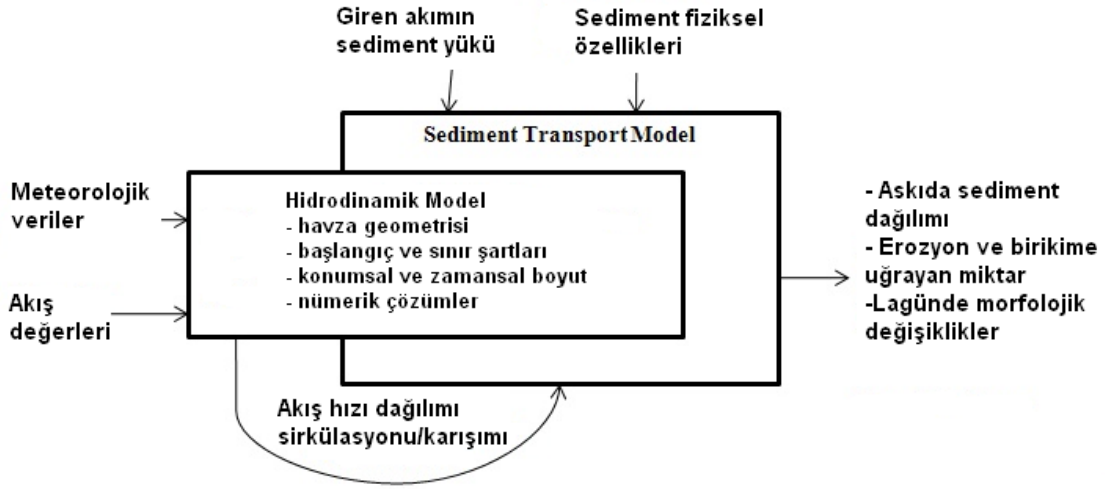 Giren akımın
sediment yükü
Sediment fiziksel
özellikleri
Sediment Transport Model
Meteorolojik
veriler
Hidrodinamik Model
- havza geometrisi
- başlangıç ve sınır şartları
- konumsal ve zamansal boyut
- nümerik çözümler
Akış
değerleri
- Askıda sediment
dağılımı
- Erozyon ve birikime
uğrayan miktar
-Lagünde morfolojik
değişiklikler
Akış hızı dağılımı
sirkülasyonu/karışımı